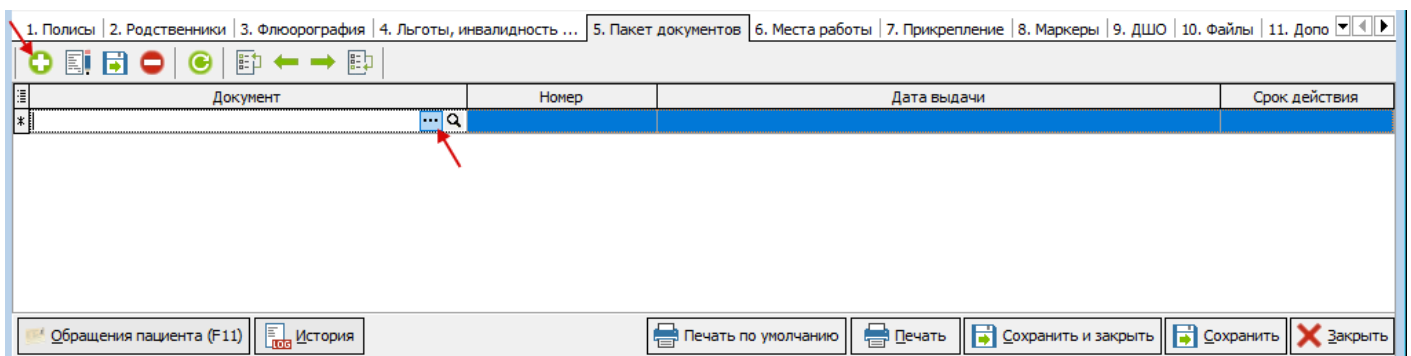 1. Полисы 2. Родственники 3. Флюорография 4. Льготы, инвалидность ... 5. Пакет документов 6. Места работы 7. Прикрепление 8. Маркеры 9. ДШО 10. Файлы 11. Допо
Документ Номер Дата выдачи Срок действия
*
Обращения пациента (F11) LOG История Печать по умолчанию Печать Сохранить и закрыть Сохранить Закрыть